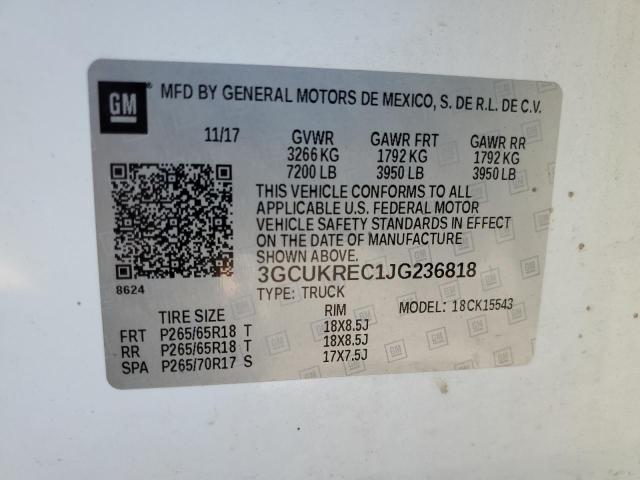 GM ® MFD BY GENERAL MOTORS DE MEXICO, S. DE R.L. DE C.V.
11/17 GVWR GAWR FRT GAWR RR
3266 KG 1792 KG 1792 KG
7200 LB 3950 LB 3950 LB
THIS VEHICLE CONFORMS TO ALL
APPLICABLE U.S. FEDERAL MOTOR
VEHICLE SAFETY STANDARDS IN EFFECT
ON THE DATE OF MANUFACTURE
SHOWN ABOVE.
3GCUKREC1JG236818
8624 TYPE: TRUCK MODEL: 18CK15543
TIRE SIZE RIM
FRT P265/65R18 T 18X8.5J
RR P265/65R18 T 18X8.5J
SPA P265/70R17 S 17X7.5J